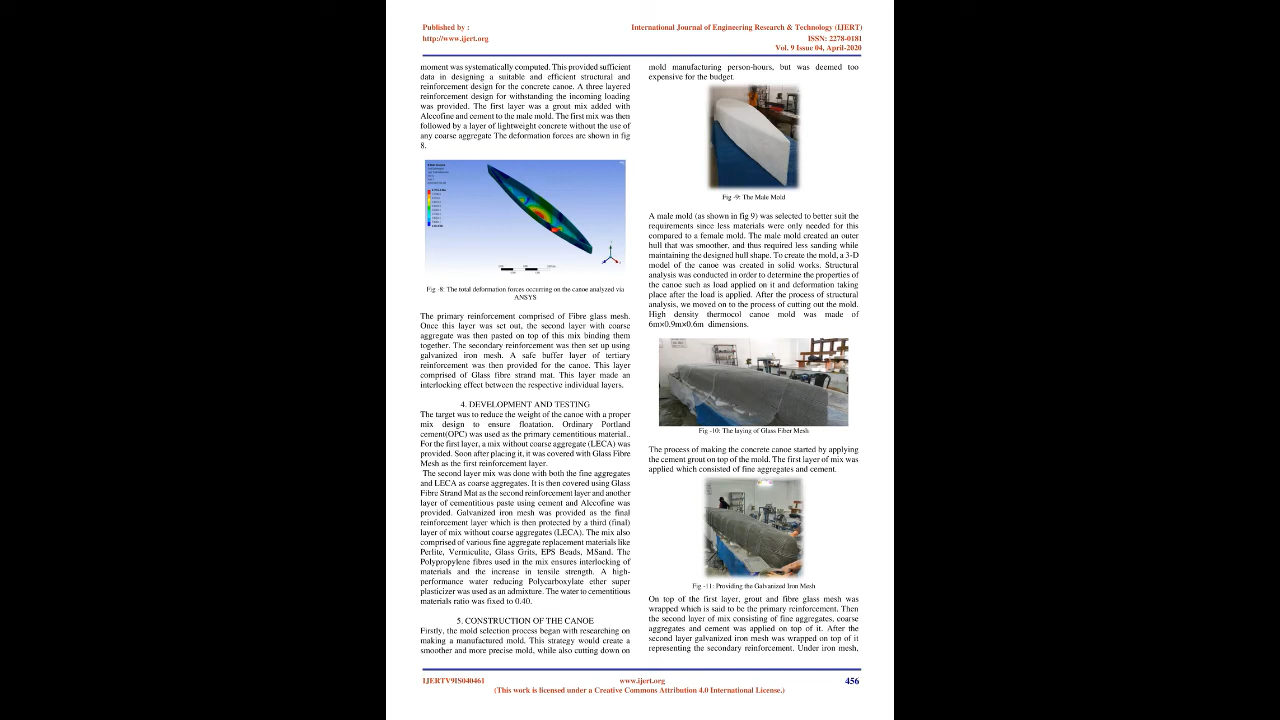 Published by :
http://www.ijert.org
International Journal of Engineering Research & Technology (IJERT)
ISSN: 2278-0181
Vol. 9 Issue 04, April-2020
moment was systematically computed. This provided sufficient
data in designing a suitable and efficient structural and
reinforcement design for the concrete canoe. A three layered
reinforcement design for withstanding the incoming loading
was provided. The first layer was a grout mix added with
Alccofine and cement to the male mold. The first mix was then
followed by a layer of lightweight concrete without the use of
any coarse aggregate The deformation forces are shown in fig
8.
Fig -8: The total deformation forces occurring on the canoe analyzed via
ANSYS
The primary reinforcement comprised of Fibre glass mesh.
Once this layer was set out, the second layer with coarse
aggregate was then pasted on top of this mix binding them
together. The secondary reinforcement was then set up using
galvanized iron mesh. A safe buffer layer of tertiary
reinforcement was then provided for the canoe. This layer
comprised of Glass fibre strand mat. This layer made an
interlocking effect between the respective individual layers.
4. DEVELOPMENT AND TESTING
The target was to reduce the weight of the canoe with a proper
mix design to ensure floatation. Ordinary Portland
cement(OPC) was used as the primary cementitious material..
For the first layer, a mix without coarse aggregate (LECA) was
provided. Soon after placing it, it was covered with Glass Fibre
Mesh as the first reinforcement layer.
The second layer mix was done with both the fine aggregates
and LECA as coarse aggregates. It is then covered using Glass
Fibre Strand Mat as the second reinforcement layer and another
layer of cementitious paste using cement and Alccofine was
provided. Galvanized iron mesh was provided as the final
reinforcement layer which is then protected by a third (final)
layer of mix without coarse aggregates (LECA). The mix also
comprised of various fine aggregate replacement materials like
Perlite, Vermiculite, Glass Grits, EPS Beads, MSand. The
Polypropylene fibres used in the mix ensures interlocking of
materials and the increase in tensile strength. A high-
performance water reducing Polycarboxylate ether super
plasticizer was used as an admixture. The water to cementitious
materials ratio was fixed to 0.40.
5. CONSTRUCTION OF THE CANOE
Firstly, the mold selection process began with researching on
making a manufactured mold. This strategy would create a
smoother and more precise mold, while also cutting down on
mold manufacturing person-hours, but was deemed too
expensive for the budget.
Fig -9: The Male Mold
A male mold (as shown in fig 9) was selected to better suit the
requirements since less materials were only needed for this
compared to a female mold. The male mold created an outer
hull that was smoother, and thus required less sanding while
maintaining the designed hull shape. To create the mold, a 3-D
model of the canoe was created in solid works. Structural
analysis was conducted in order to determine the properties of
the canoe such as load applied on it and deformation taking
place after the load is applied. After the process of structural
analysis, we moved on to the process of cutting out the mold.
High density thermocol canoe mold was made of
6m×0.9m×0.6m dimensions.
Fig -10: The laying of Glass Fiber Mesh
The process of making the concrete canoe started by applying
the cement grout on top of the mold. The first layer of mix was
applied which consisted of fine aggregates and cement.
Fig -11: Providing the Galvanized Iron Mesh
On top of the first layer, grout and fibre glass mesh was
wrapped which is said to be the primary reinforcement. Then
the second layer of mix consisting of fine aggregates, coarse
aggregates and cement was applied on top of it. After the
second layer galvanized iron mesh was wrapped on top of it
representing the secondary reinforcement. Under iron mesh,
IJERTV9IS040461
www.ijert.org
456
(This work is licensed under a Creative Commons Attribution 4.0 International License.)